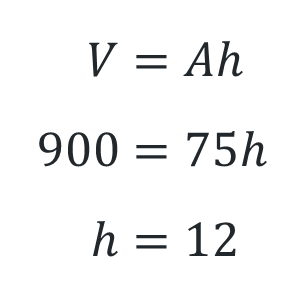 V = Ah
900 = 75h
h = 12